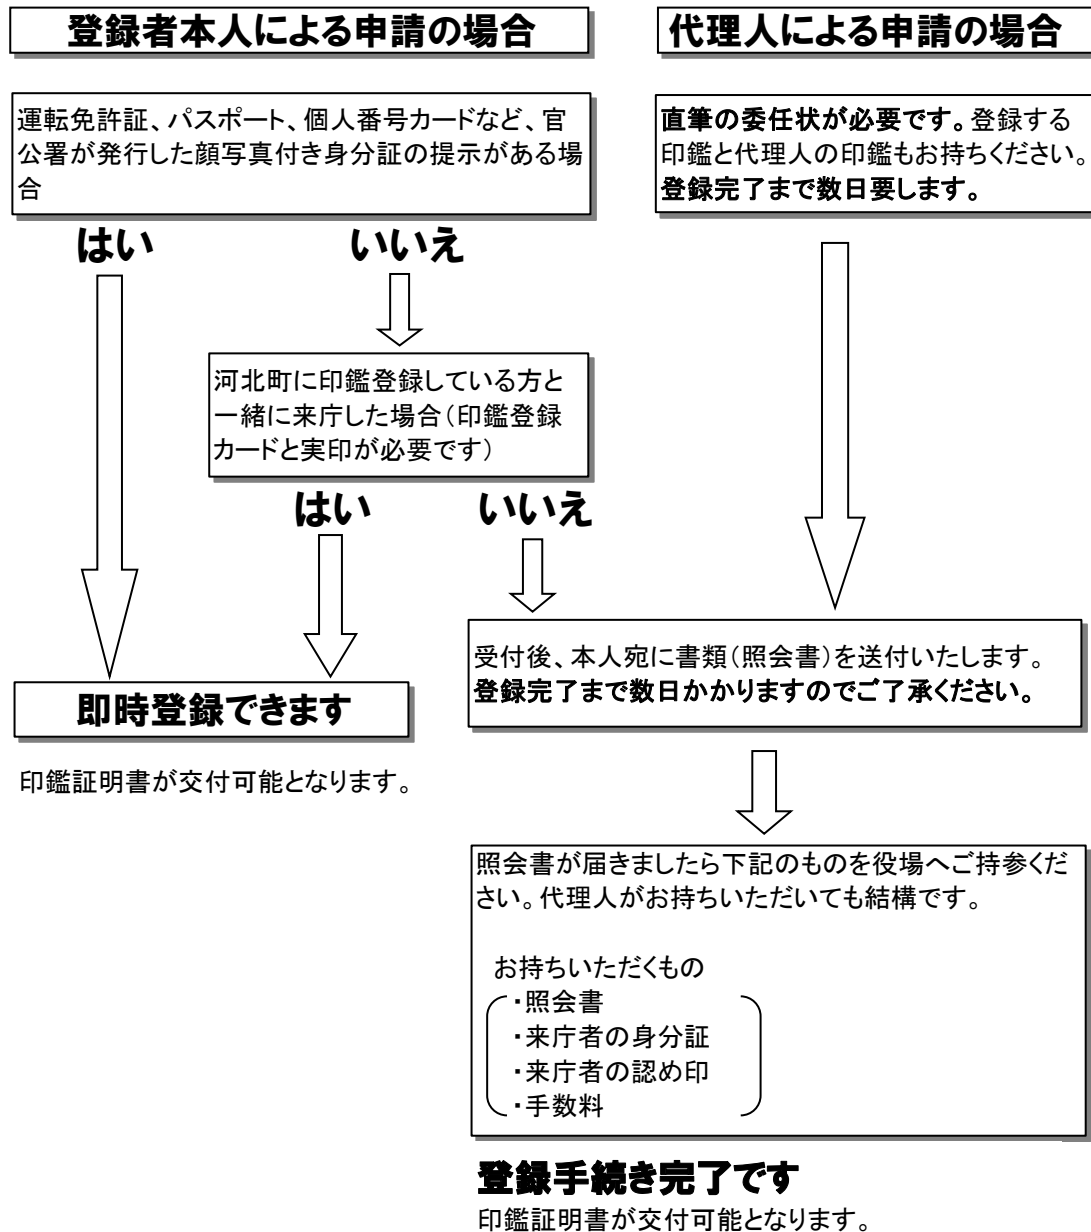 登録者本人による申請の場合
代理人による申請の場合
運転免許証、パスポート、個人番号カードなど、官
公署が発行した顔写真付き身分証の提示がある場
合
直筆の委任状が必要です。登録する
印鑑と代理人の印鑑もお持ちください。
登録完了まで数日要します。
はい
いいえ
河北町に印鑑登録している方と
一緒に来庁した場合(印鑑登録
カードと実印が必要です)
はい
いいえ
受付後、本人宛に書類(照会書)を送付いたします。
登録完了まで数日かかりますのでご了承ください。
即時登録できます
印鑑証明書が交付可能となります。
照会書が届きましたら下記のものを役場へご持参くだ
さい。代理人がお持ちいただいても結構です。
お持ちいただくもの
・照会書
・来庁者の身分証
・来庁者の認め印
・手数料
登録手続き完了です
印鑑証明書が交付可能となります。